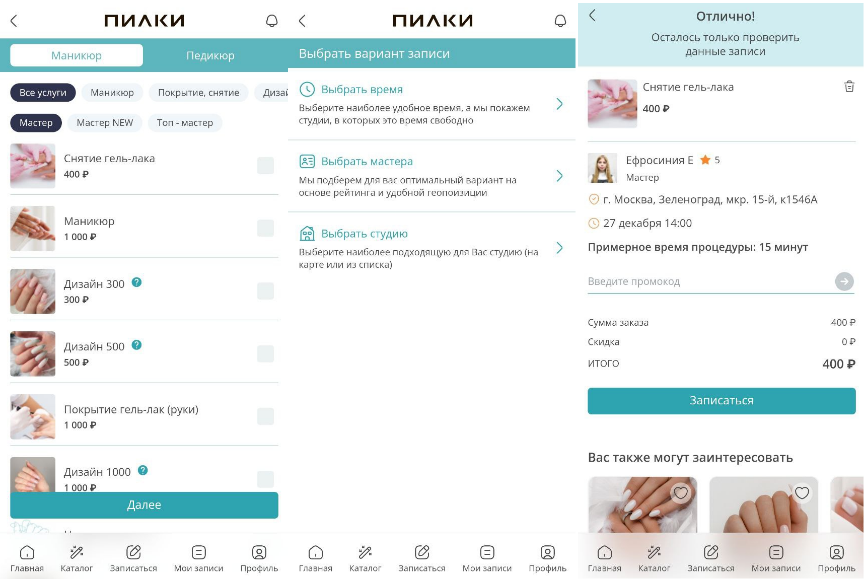 ПИЛКИ
Маникюр
Педикюр
Все услуги
Маникюр
Покрытие, снятие
Дизай
Мастер
Мастер NEW
Топ - мастер
Снятие гель-лака
400 ₽
Маникюр
1 000 ₽
Дизайн 300 ?
300 ₽
Дизайн 500 ?
500 ₽
Покрытие гель-лак (руки)
1 000 ₽
Дизайн 1000 ?
1 000 ₽
Далее
Главная
Каталог
Записаться
Мои записи
Профиль
ПИЛКИ
Выбрать вариант записи
Выбрать время
Выберите наиболее удобное время, а мы покажем
студии, в которых это время свободно
Выбрать мастера
Мы подберем для вас оптимальный вариант на
основе рейтинга и удобной геопоизиции
Выбрать студию
Выберите наиболее подходящую для Вас студию (на
карте или из списка)
Главная
Каталог
Записаться
Мои записи
Профиль
Отлично!
Осталось только проверить
данные записи
Снятие гель-лака
400 ₽
Ефросиния Е 5
Мастер
г. Москва, Зеленоград, мкр. 15-й, к1546А
27 декабря 14:00
Примерное время процедуры: 15 минут
Введите промокод
Сумма заказа 400 ₽
Скидка 0 ₽
ИТОГО 400 ₽
Записаться
Вас также могут заинтересовать
Главная
Каталог
Записаться
Мои записи
Профиль